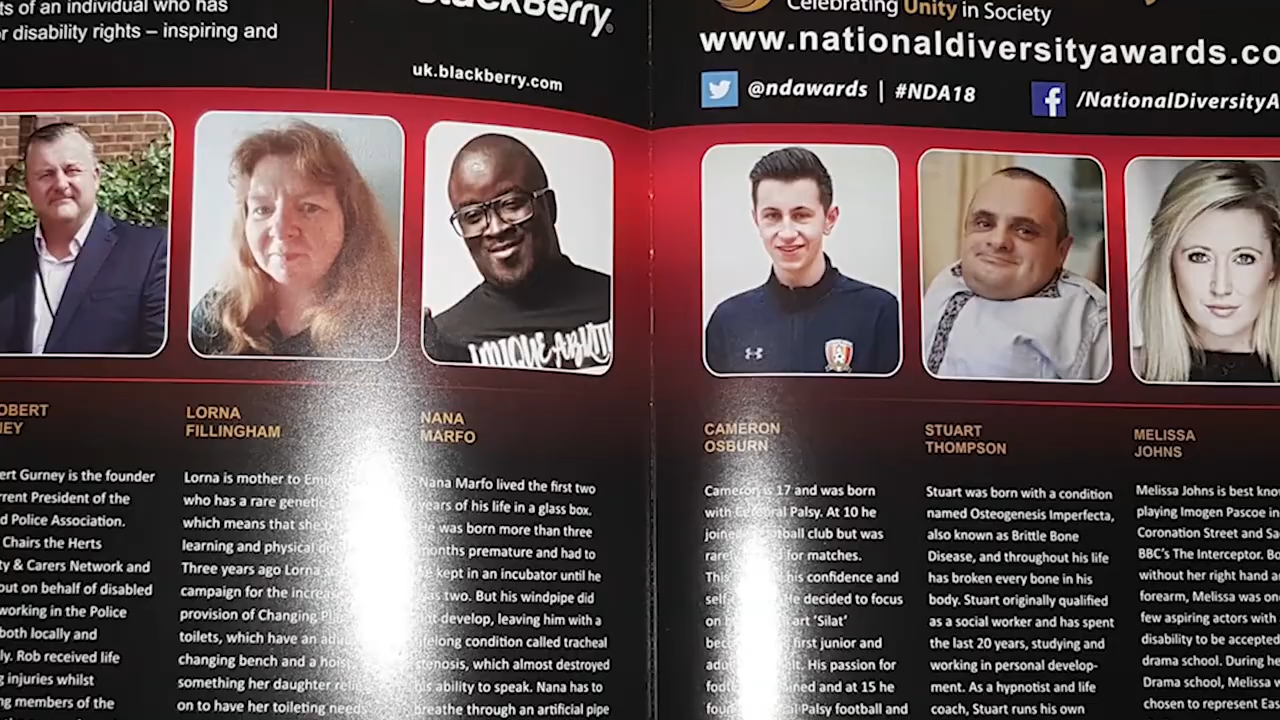 ts of an individual who has
or disability rights – inspiring and
BlackBerry
uk.blackberry.com
Celebrating Unity in Society
www.nationaldiversityawards.co
@ndawards | #NDA18
/NationalDiversityA
OBERT
NEY
ert Gurney is the founder
rrent President of the
d Police Association.
Chairs the Herts
ty & Carers Network and
out on behalf of disabled
working in the Police
both locally and
ly. Rob received life
g injuries whilst
ng members of the
LORNA
FILLINGHAM
Lorna is mother to
who has a rare genetic
which means that she
learning and physical
Three years ago Lorna
campaign for the
provision of Changing
toilets, which have an
changing bench and a
something her daughter
on to have her toileting needs
NANA
MARFO
Nana Marfo lived the first two
years of his life in a glass box.
He was born more than three
months premature and had to
be kept in an incubator until he
was two. But his windpipe did
not develop, leaving him with a
lifelong condition called tracheal
stenosis, which almost destroyed
his ability to speak. Nana has to
breathe through an artificial pipe
CAMERON
OSBURN
Cameron is 17 and was born
with Cerebral Palsy. At 10 he
joined football club but was
rarely for matches.
This his confidence and
self He decided to focus
on art 'Silat'
first junior and
His passion for
and at 15 he
Palsy football and
STUART
THOMPSON
Stuart was born with a condition
named Osteogenesis Imperfecta,
also known as Brittle Bone
Disease, and throughout his life
has broken every bone in his
body. Stuart originally qualified
as a social worker and has spent
the last 20 years, studying and
working in personal develop-
ment. As a hypnotist and life
coach, Stuart runs his own
MELISSA
JOHNS
Melissa Johns is best kno
playing Imogen Pascoe in
Coronation Street and Sa
BBC's The Interceptor. Bo
without her right hand a
forearm, Melissa was one
few aspiring actors with
disability to be accepted
drama school. During he
Drama school, Melissa w
chosen to represent Eas